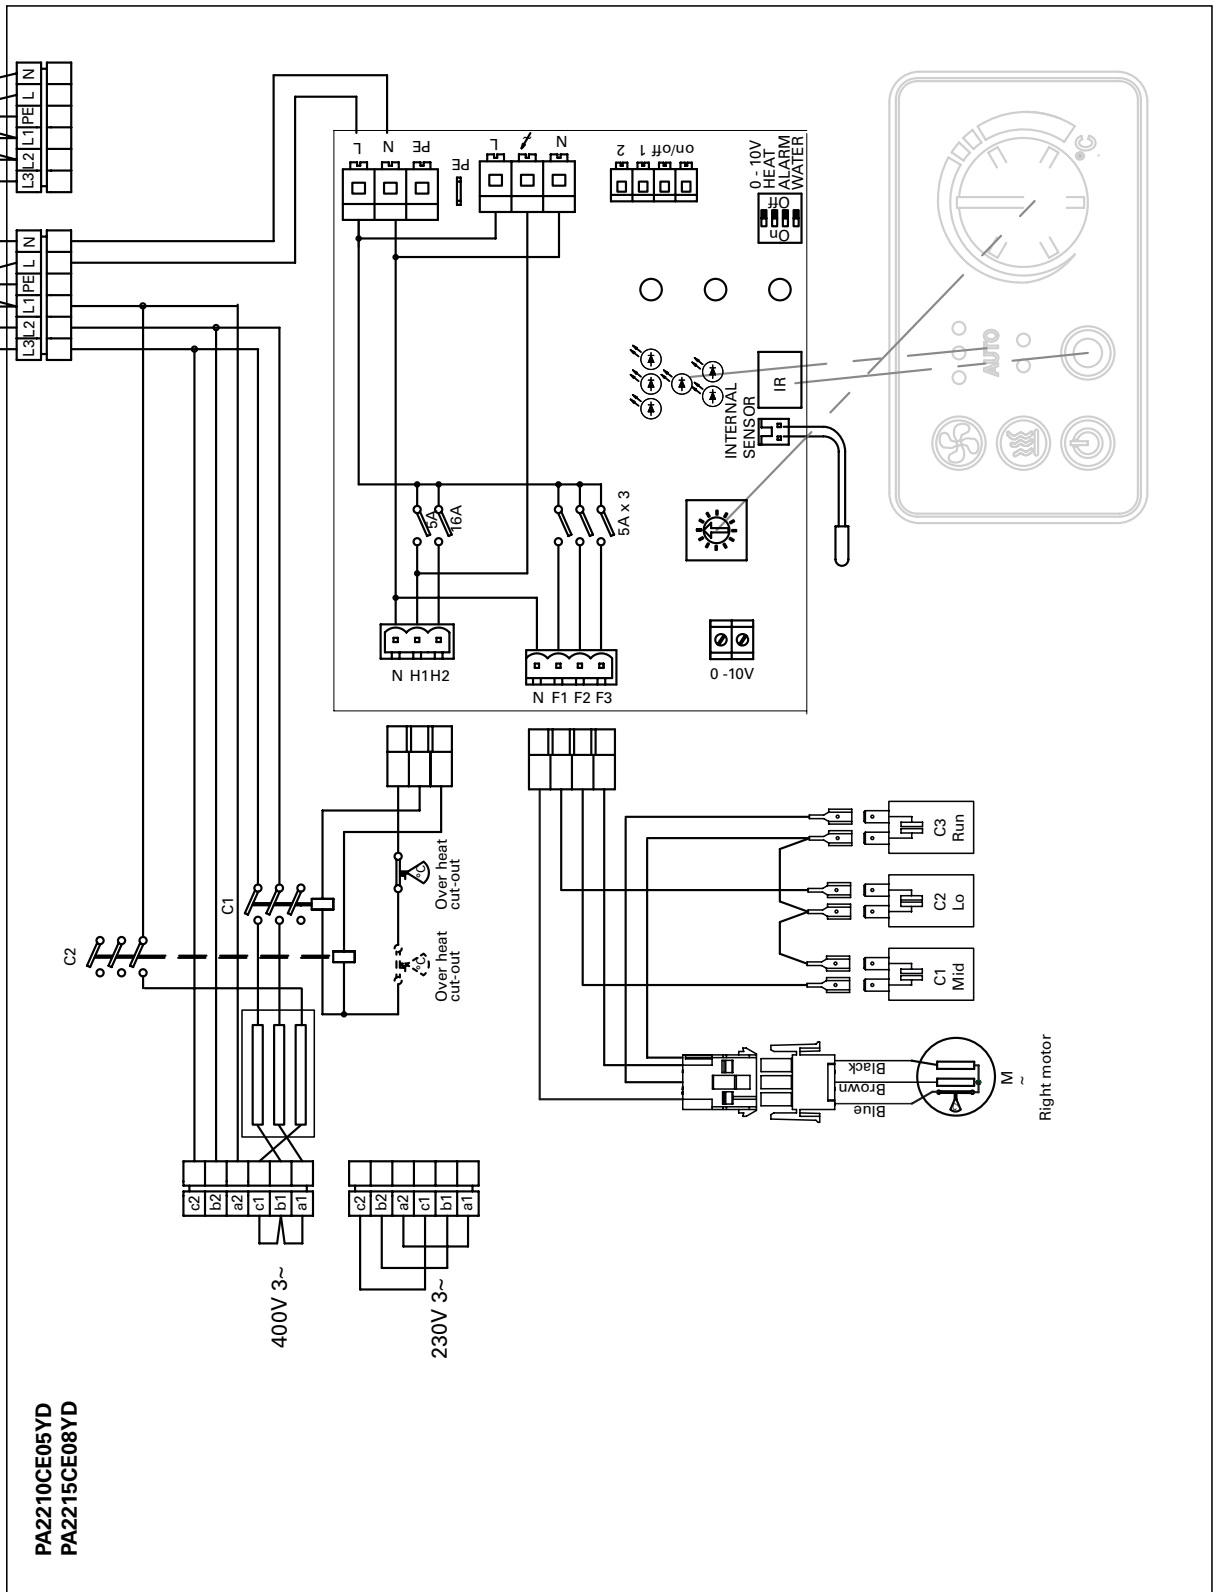 N
L
PE
L1
L2
L3
N
L
PE
L1
L2
L3
L
N
PE
PE
L
N
2
1
on/off
0 - 10V
HEAT
ALARM
WATER
Off
On
°C
AUTO
IR
INTERNAL
SENSOR
5A
16A
5A x 3
N H1 H2
N F1 F2 F3
0 -10V
C1
C2
°C
Over heat
cut-out
°C
Over heat
cut-out
C3
Run
C2
Lo
C1
Mid
Black
Brown
Blue
M
~
Right motor
c2
b2
a2
c1
b1
a1
400V 3~
c2
b2
a2
c1
b1
a1
230V 3~
PA2210CE05YD
PA2215CE08YD